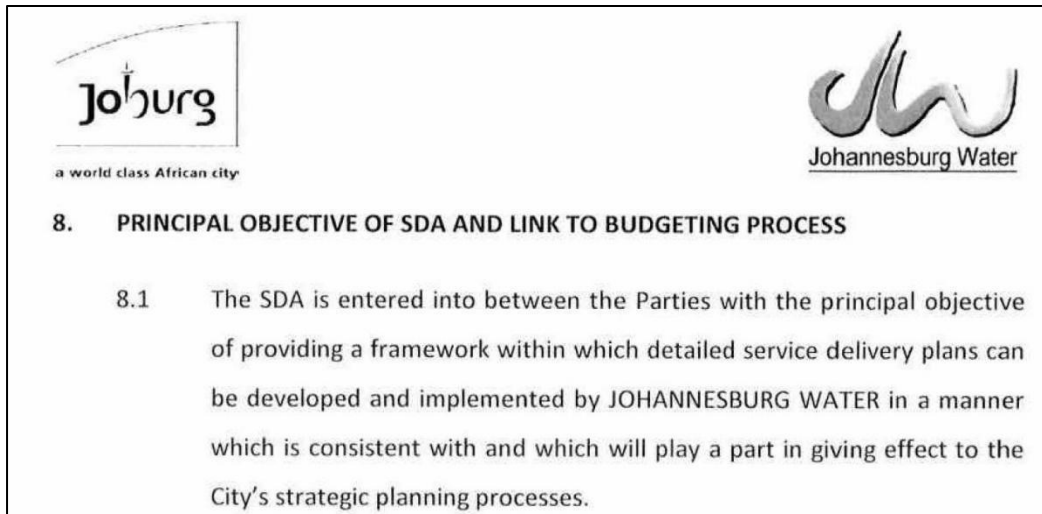 Joburg
a world class African city
Johannesburg Water
8. PRINCIPAL OBJECTIVE OF SDA AND LINK TO BUDGETING PROCESS
8.1 The SDA is entered into between the Parties with the principal objective
of providing a framework within which detailed service delivery plans can
be developed and implemented by JOHANNESBURG WATER in a manner
which is consistent with and which will play a part in giving effect to the
City's strategic planning processes.